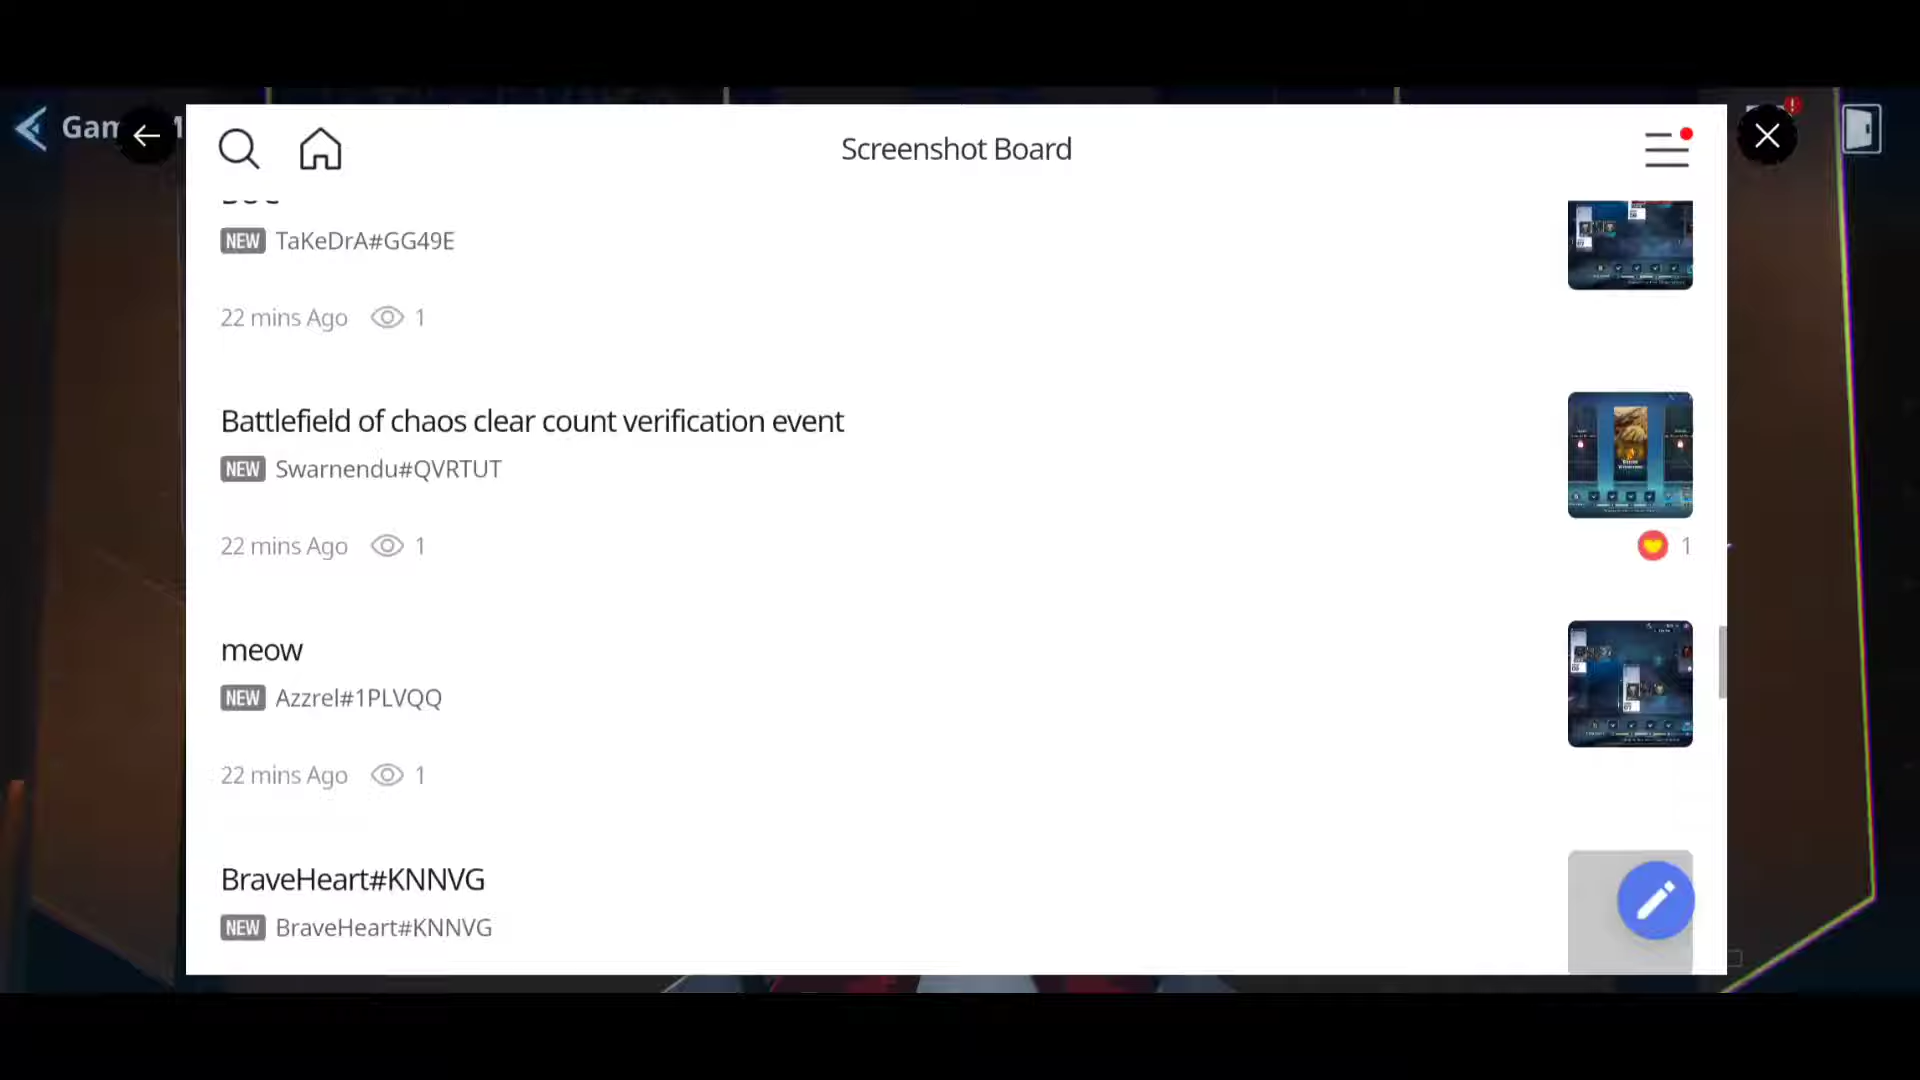 Gam
Screenshot Board
NEW TaKeDrA#GG49E
22 mins Ago 1
Battlefield of chaos clear count verification event
NEW Swarnendu#QVRTUT
22 mins Ago 1
1
meow
NEW Azzrel#1PLVQQ
22 mins Ago 1
BraveHeart#KNNVG
NEW BraveHeart#KNNVG